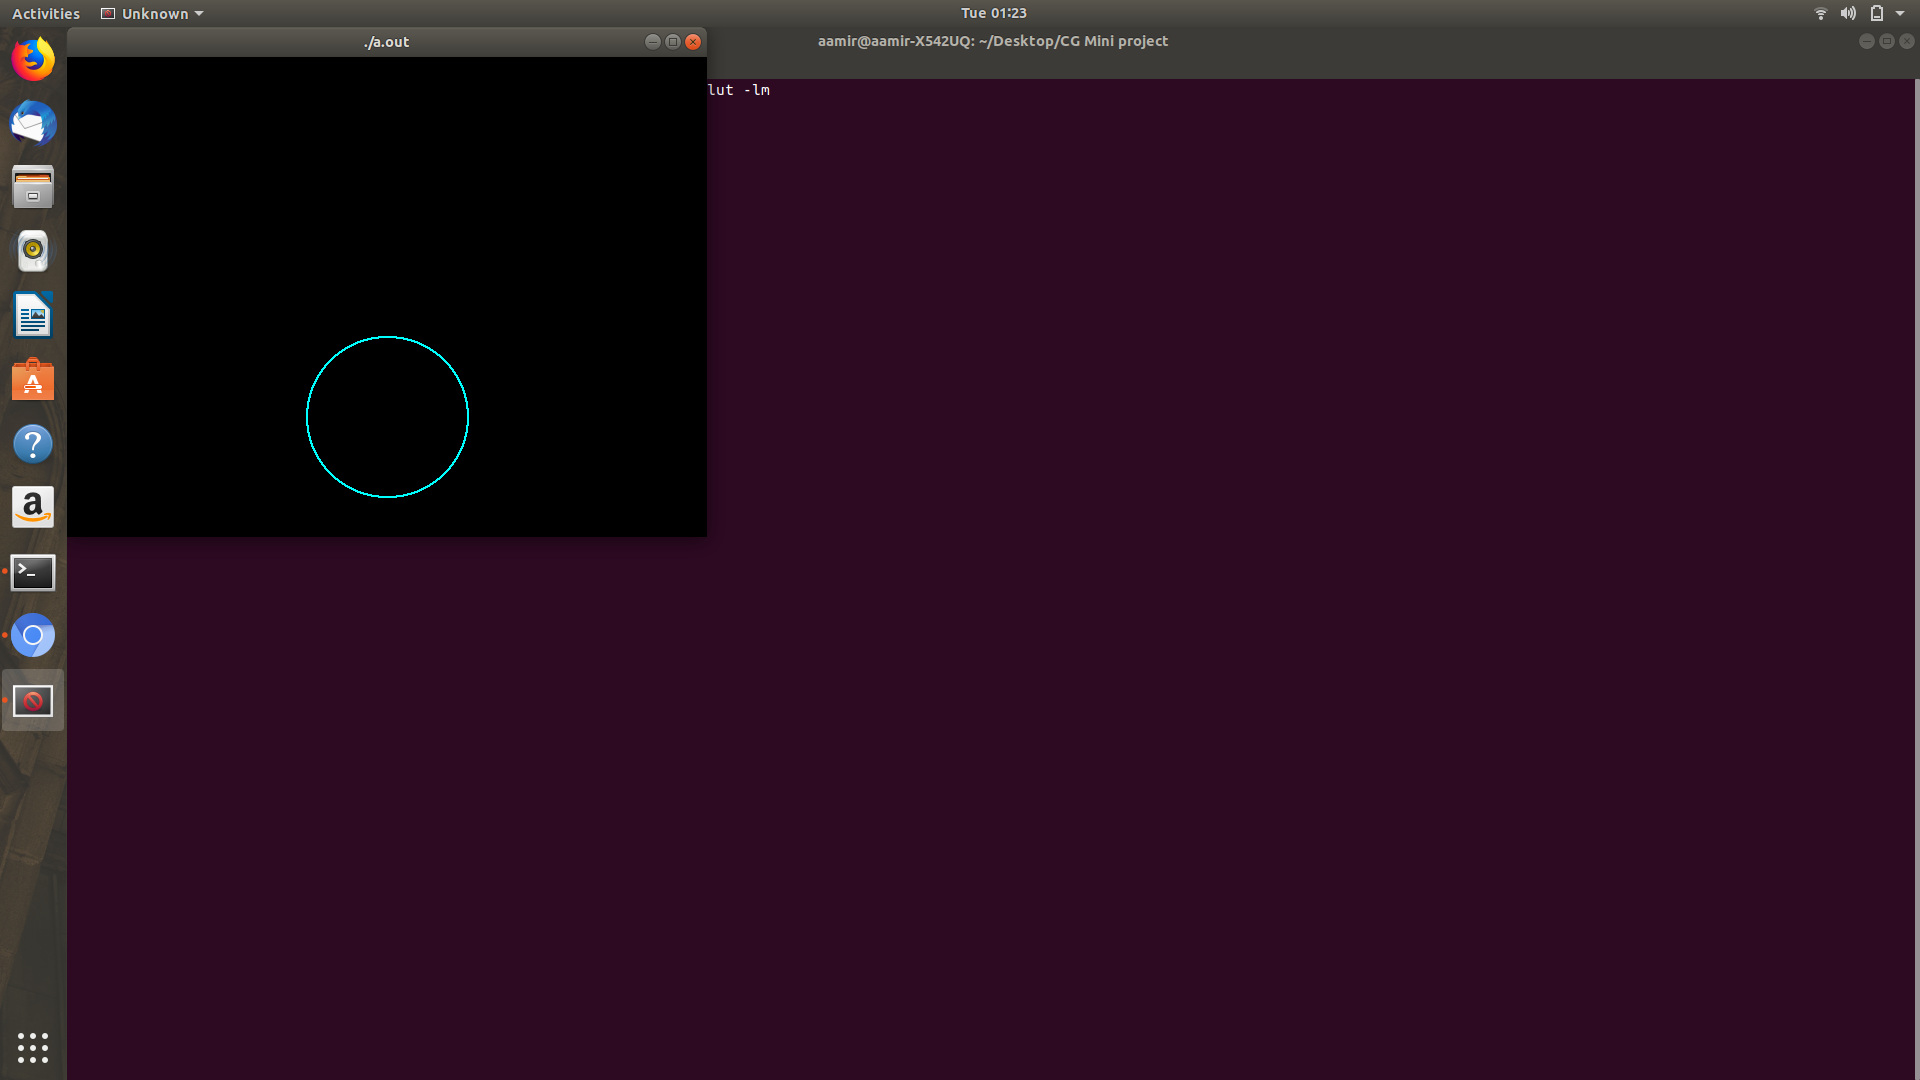 Activities
Unknown
Tue 01:23
./a.out
aamir@aamir-X542UQ: ~/Desktop/CG Mini project
lut -lm